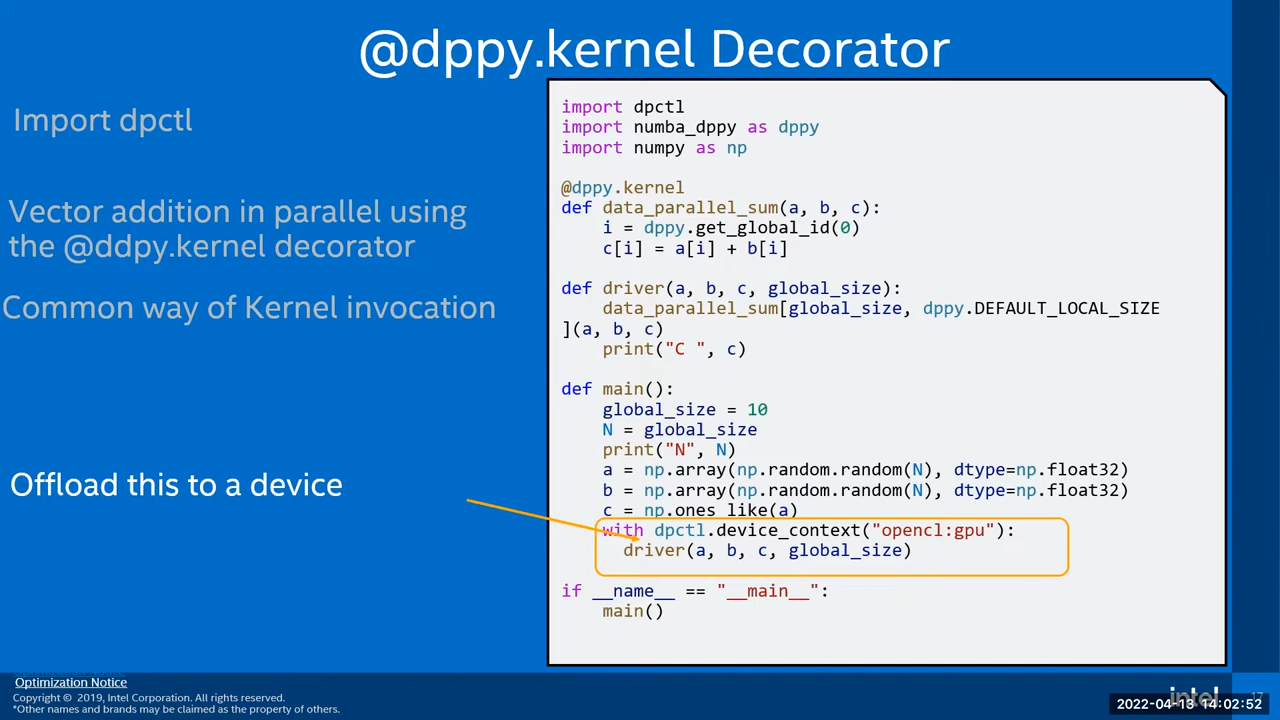 @dppy.kernel Decorator
Import dpctl
Vector addition in parallel using
the @ddpy.kernel decorator
Common way of Kernel invocation
Offload this to a device
import dpctl
import numba_dppy as dppy
import numpy as np
@dppy.kernel
def data_parallel_sum(a, b, c):
    i = dppy.get_global_id(0)
    c[i] = a[i] + b[i]
def driver(a, b, c, global_size):
    data_parallel_sum[global_size, dppy.DEFAULT_LOCAL_SIZE
](a, b, c)
    print("C ", c)
def main():
    global_size = 10
    N = global_size
    print("N", N)
    a = np.array(np.random.random(N), dtype=np.float32)
    b = np.array(np.random.random(N), dtype=np.float32)
    c = np.ones_like(a)
    with dpctl.device_context("opencl:gpu"):
      driver(a, b, c, global_size)
if __name__ == "__main__":
    main()
Optimization Notice
Copyright © 2019, Intel Corporation. All rights reserved.
*Other names and brands may be claimed as the property of others.
intel
17
2022-04-13 14:02:52